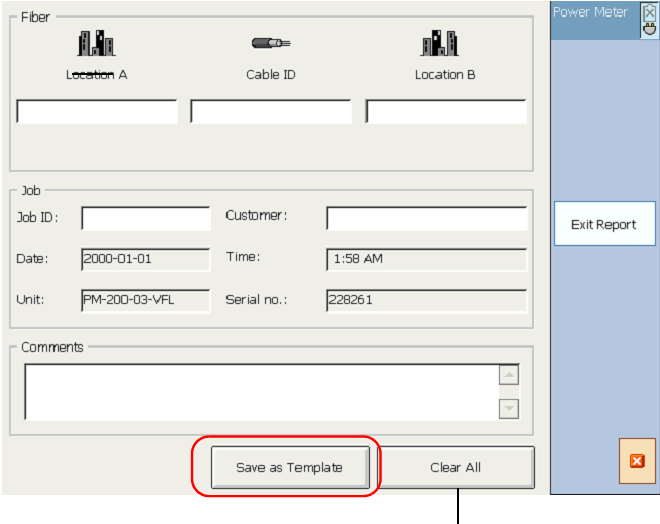 Power Meter
Fiber
Location A
Cable ID
Location B
Job
Job ID:
Customer:
Date:
2000-01-01
Time:
1:58 AM
Unit:
PM-200-03-VFL
Serial no.:
228261
Exit Report
Comments
Save as Template
Clear All